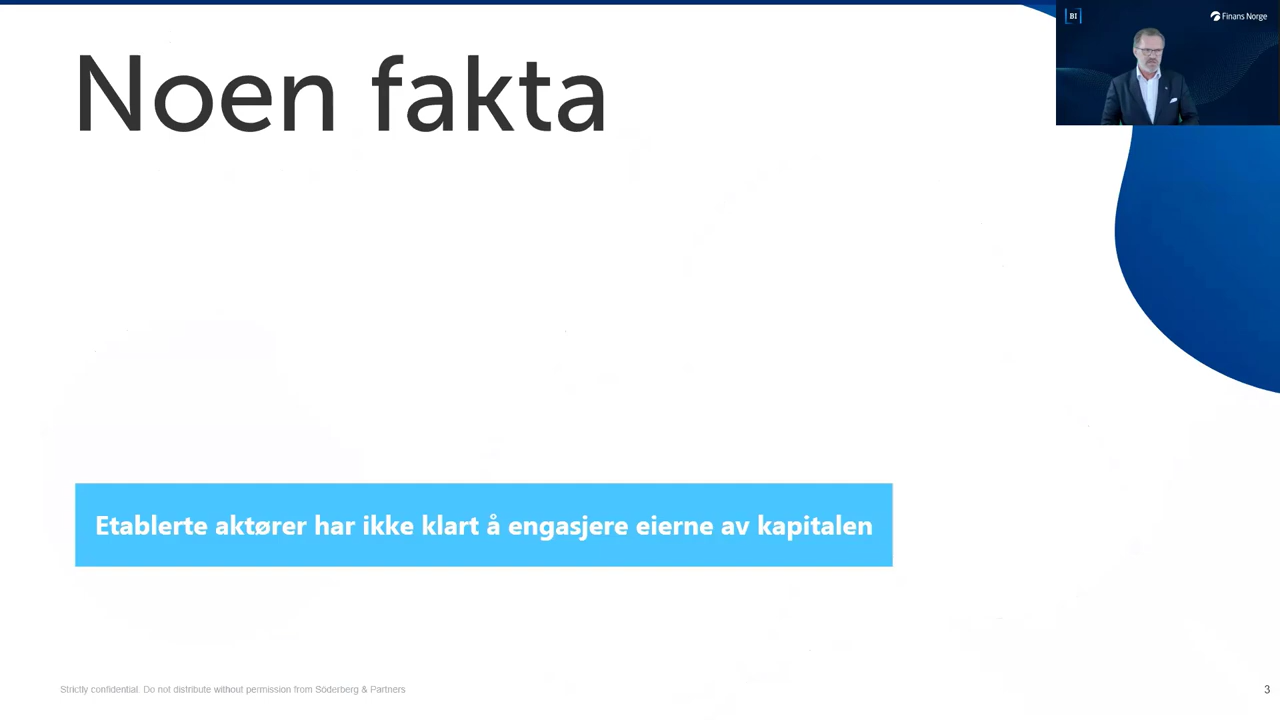 BI
Finans Norge
Noen fakta
Etablerte aktører har ikke klart å engasjere eierne av kapitalen
Strictly confidential. Do not distribute without permission from Söderberg & Partners
3